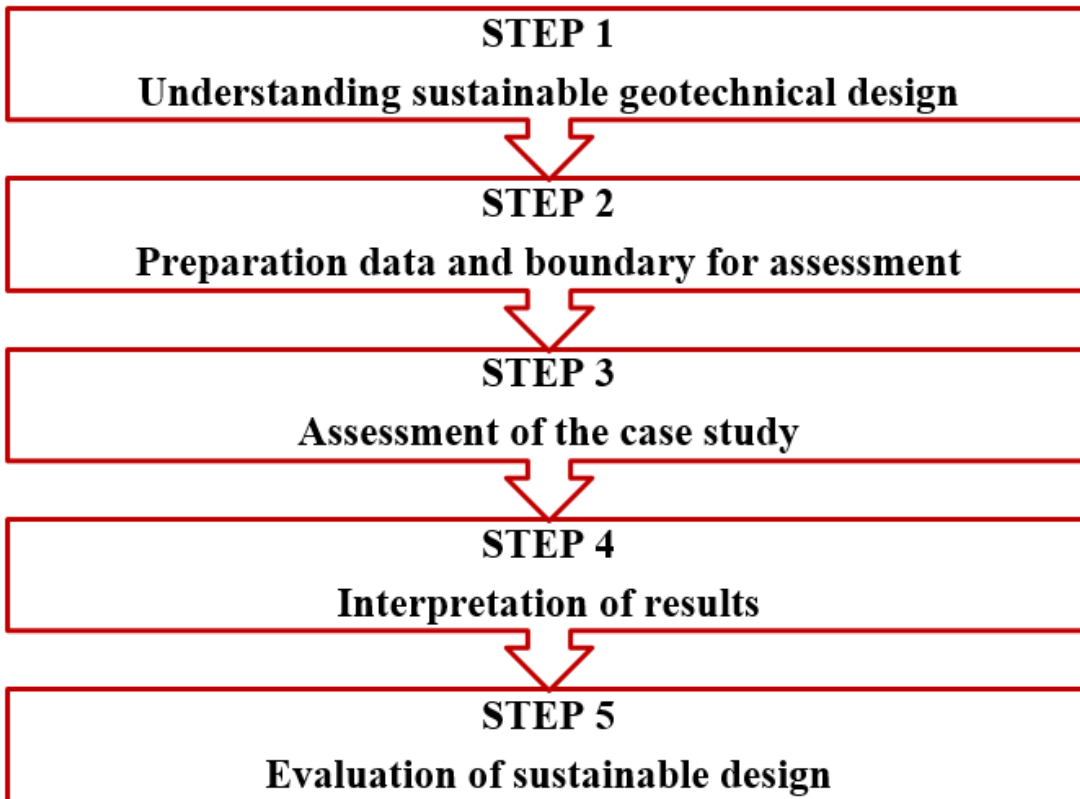 STEP 1
Understanding sustainable geotechnical design
STEP 2
Preparation data and boundary for assessment
STEP 3
Assessment of the case study
STEP 4
Interpretation of results
STEP 5
Evaluation of sustainable design